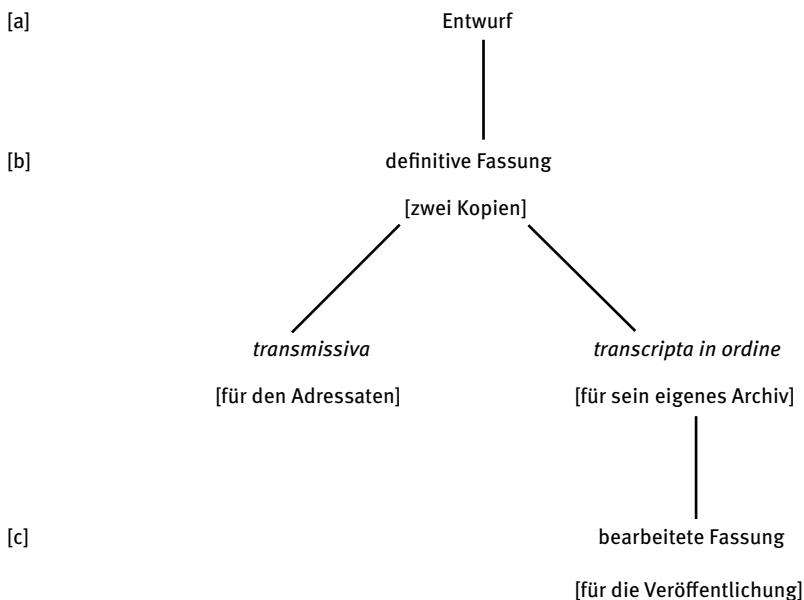 [a] Entwurf
[b] definitive Fassung
[zwei Kopien]
transmissiva transcripta in ordine
[für den Adressaten] [für sein eigenes Archiv]
[c] bearbeitete Fassung
[für die Veröffentlichung]